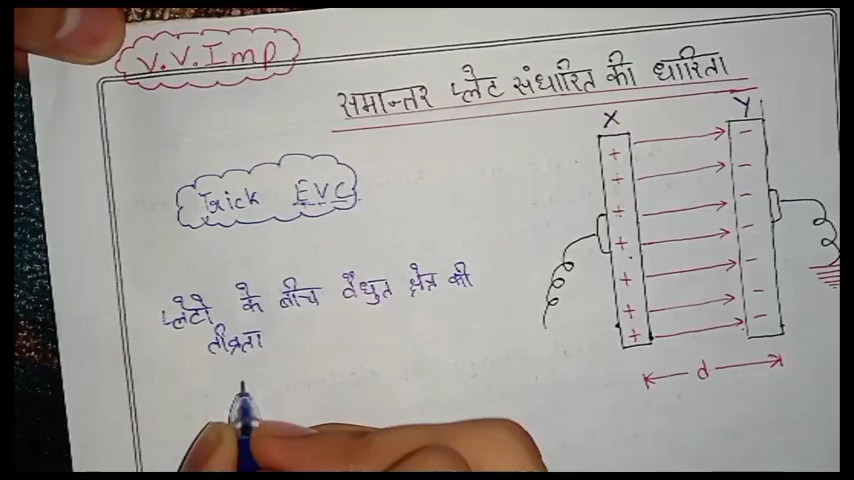 V.V.Imp
समान्तर प्लेट संधारित की धारिता
X
Y
Trick EVC
+ + + + + + +
- - - - - - -
प्लेटो के बीच वैधुत क्षेत्र की
तीव्रता
d